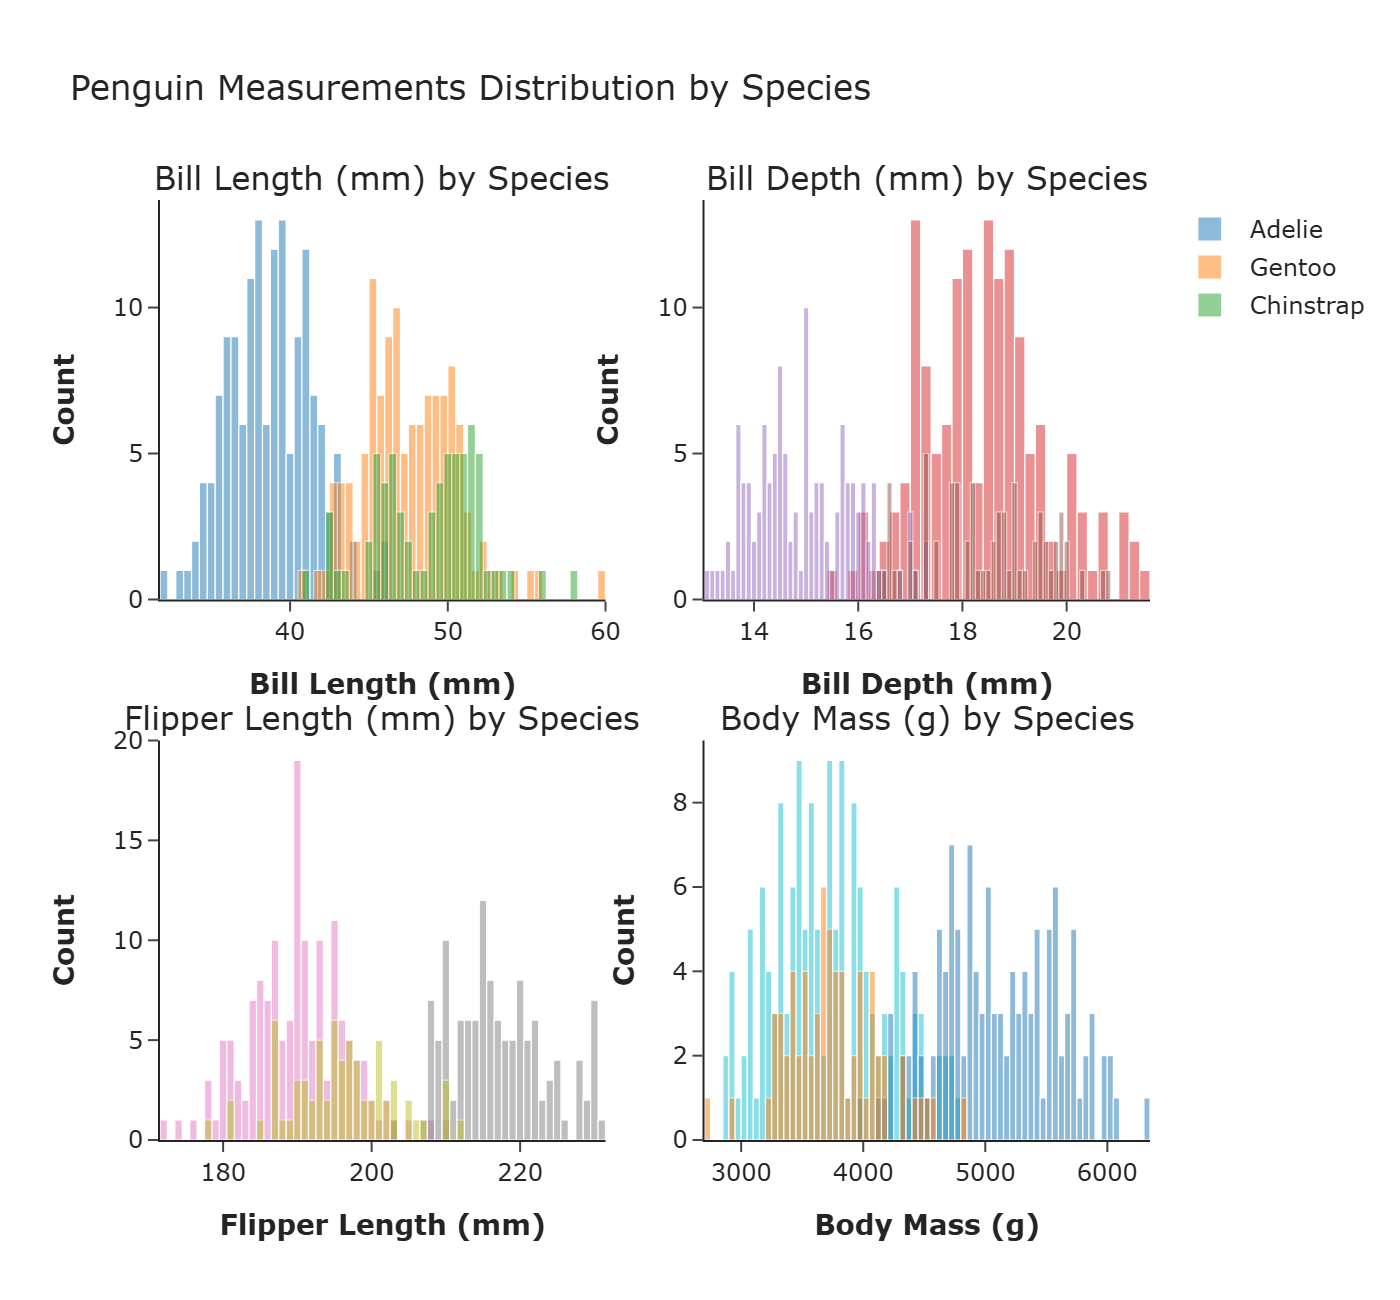 Penguin Measurements Distribution by Species
Bill Length (mm) by Species
Count
10
5
0
40
50
60
Bill Length (mm)
Bill Depth (mm) by Species
Count
10
5
0
14
16
18
20
Bill Depth (mm)
Adelie
Gentoo
Chinstrap
Flipper Length (mm) by Species
Count
20
15
10
5
0
180
200
220
Flipper Length (mm)
Body Mass (g) by Species
Count
8
6
4
2
0
3000
4000
5000
6000
Body Mass (g)